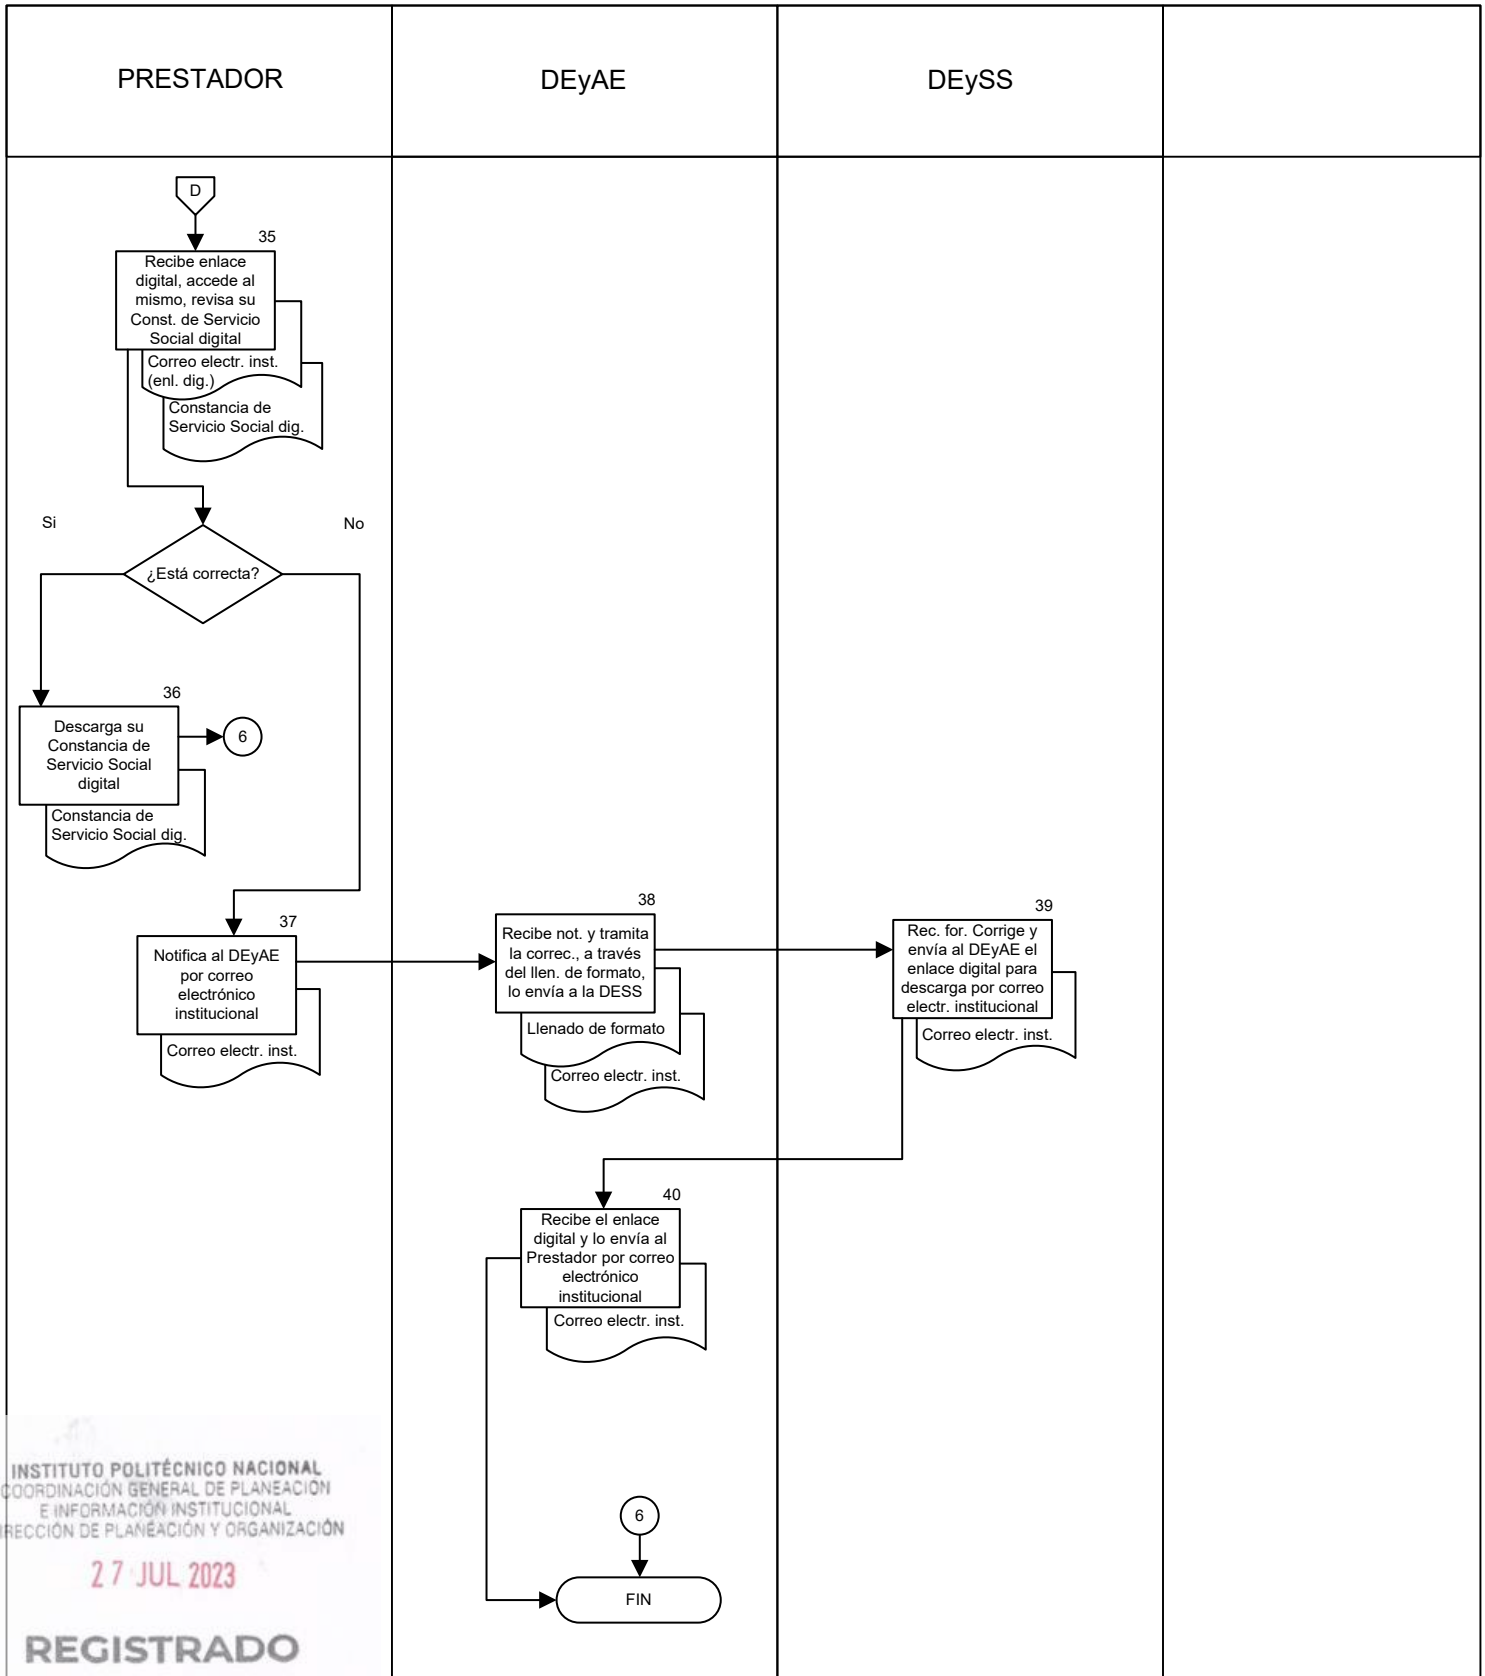 PRESTADOR
DEyAE
DEySS
D
35
Recibe enlace
digital, accede al
mismo, revisa su
Const. de Servicio
Social digital
Correo electr. inst.
(enl. dig.)
Constancia de
Servicio Social dig.
Si
No
¿Está correcta?
36
Descarga su
Constancia de
Servicio Social
digital
6
Constancia de
Servicio Social dig.
37
Notifica al DEyAE
por correo
electrónico
institucional
Correo electr. inst.
38
Recibe not. y tramita
la correc., a través
del llen. de formato,
lo envía a la DESS
Llenado de formato
Correo electr. inst.
39
Rec. for. Corrige y
envía al DEyAE el
enlace digital para
descarga por correo
electr. institucional
Correo electr. inst.
40
Recibe el enlace
digital y lo envía al
Prestador por correo
electrónico
institucional
Correo electr. inst.
6
FIN
INSTITUTO POLITÉCNICO NACIONAL
COORDINACIÓN GENERAL DE PLANEACIÓN
E INFORMACIÓN INSTITUCIONAL
IRECCIÓN DE PLANEACIÓN Y ORGANIZACIÓN
27 JUL 2023
REGISTRADO